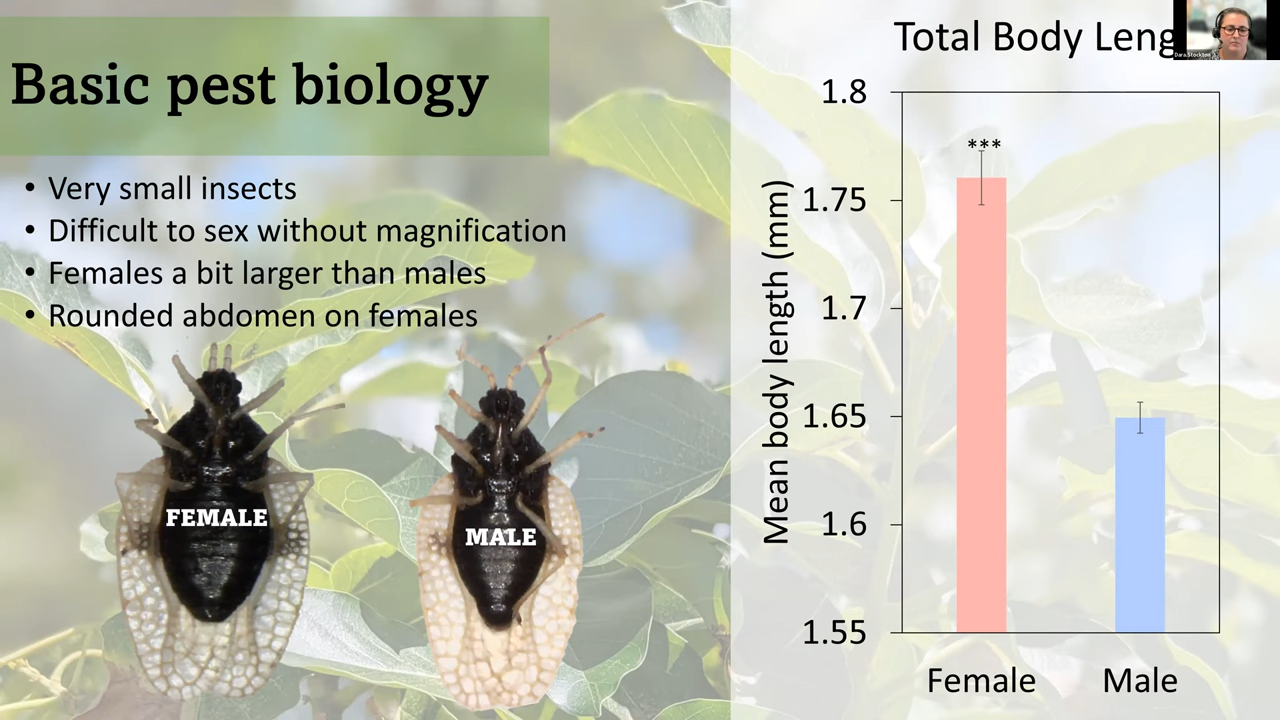 Basic pest biology
• Very small insects
• Difficult to sex without magnification
• Females a bit larger than males
• Rounded abdomen on females
FEMALE
MALE
Total Body Leng
Mean body length (mm)
1.8
1.75
1.7
1.65
1.6
1.55
***
Female
Male